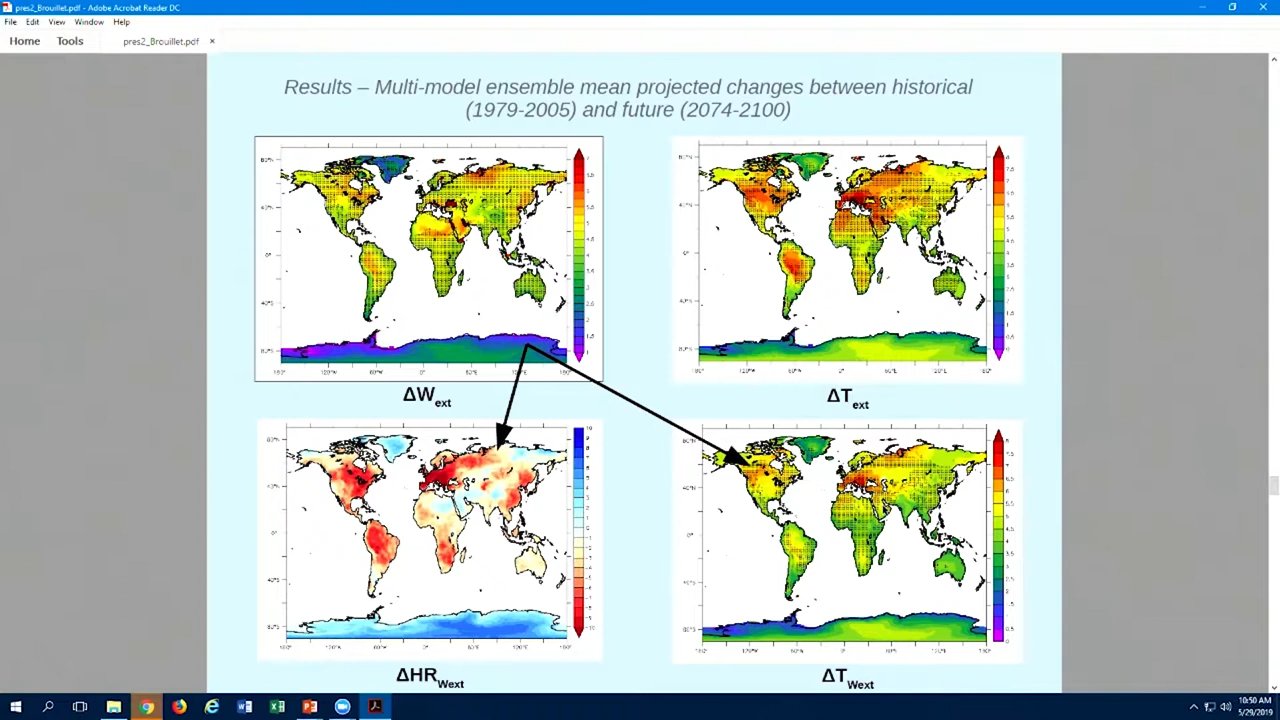 pres2_Brouillet.pdf - Adobe Acrobat Reader DC
File Edit View Window Help
Home Tools pres2_Brouillet.pdf ×
Results – Multi-model ensemble mean projected changes between historical
(1979-2005) and future (2074-2100)
ΔWext
ΔText
ΔHRWext
ΔTWext
10:50 AM
5/29/2019